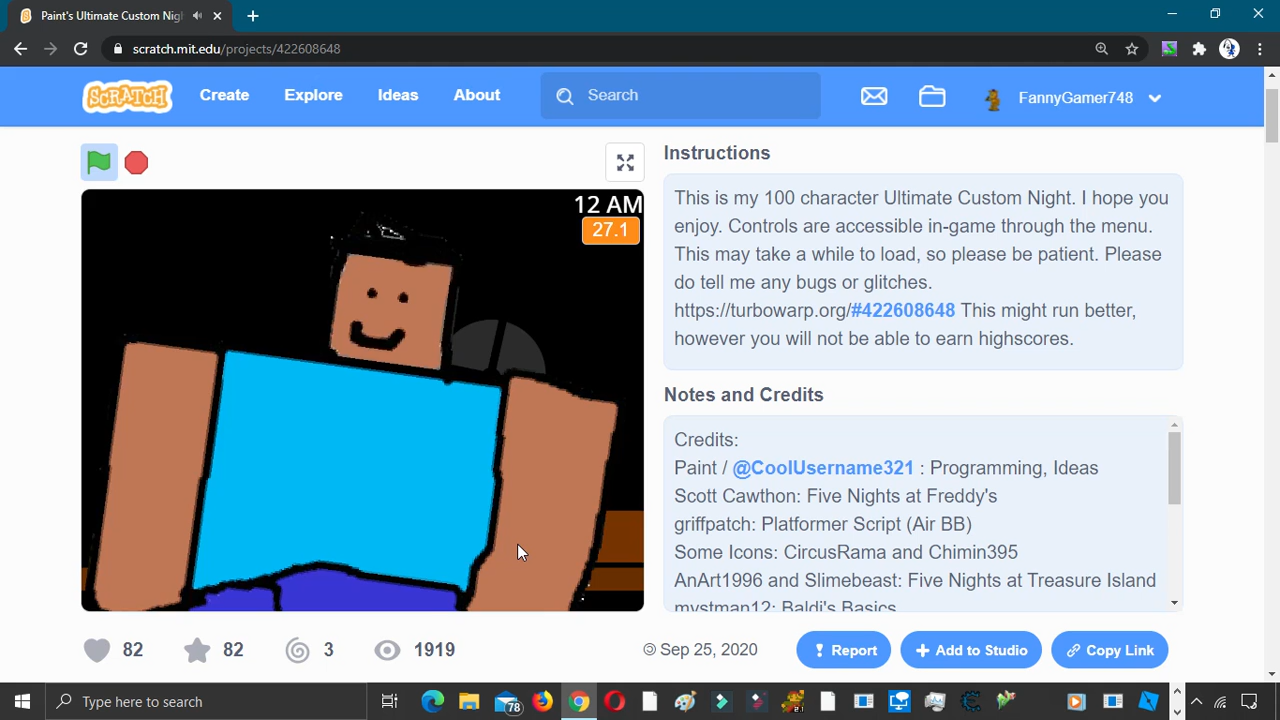 Paint's Ultimate Custom Nig
scratch.mit.edu/projects/422608648
SCRATCH
Create
Explore
Ideas
About
Search
FannyGamer748
12 AM
27.1
Instructions
This is my 100 character Ultimate Custom Night. I hope you
enjoy. Controls are accessible in-game through the menu.
This may take a while to load, so please be patient. Please
do tell me any bugs or glitches.
https://turbowarp.org/#422608648 This might run better,
however you will not be able to earn highscores.
Notes and Credits
Credits:
Paint / @CoolUsername321 : Programming, Ideas
Scott Cawthon: Five Nights at Freddy's
griffpatch: Platformer Script (Air BB)
Some Icons: CircusRama and Chimin395
AnArt1996 and Slimebeast: Five Nights at Treasure Island
mystman12: Baldi's Basics
82
82
3
1919
© Sep 25, 2020
Report
Add to Studio
Copy Link
Type here to search
78
2.1